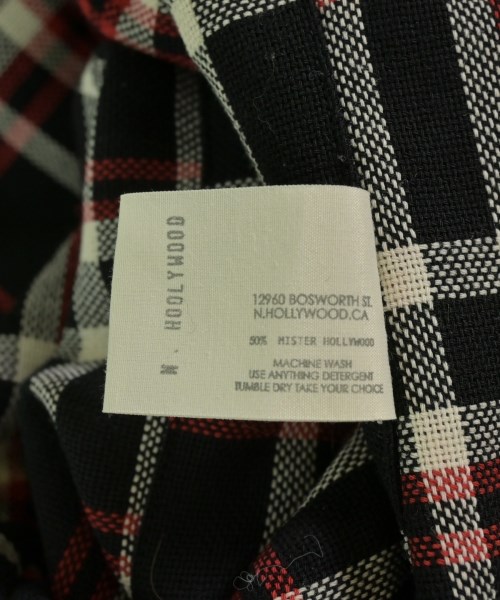 N. HOOLYWOOD
12960 BOSWORTH ST.
N.HOLLYWOOD,CA
50% MISTER HOLLYWOOD
MACHINE WASH
USE ANYTHING DETERGENT
TUMBLE DRY TAKE YOUR CHOICE